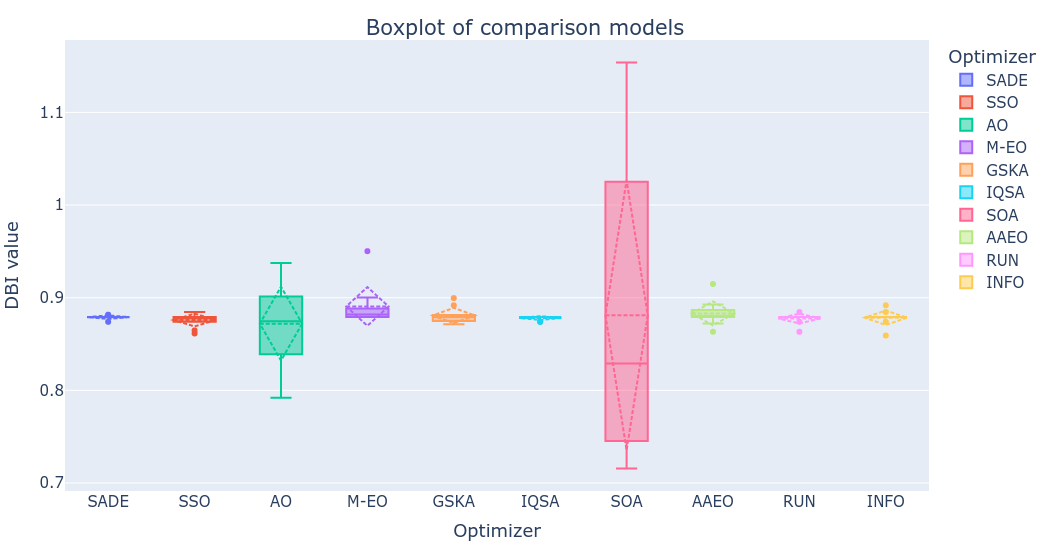 Boxplot of comparison models
DBI value
1.1
1
0.9
0.8
0.7
SADE SSO AO M-EO GSKA IQSA SOA AAEO RUN INFO
Optimizer
Optimizer
SADE
SSO
AO
M-EO
GSKA
IQSA
SOA
AAEO
RUN
INFO